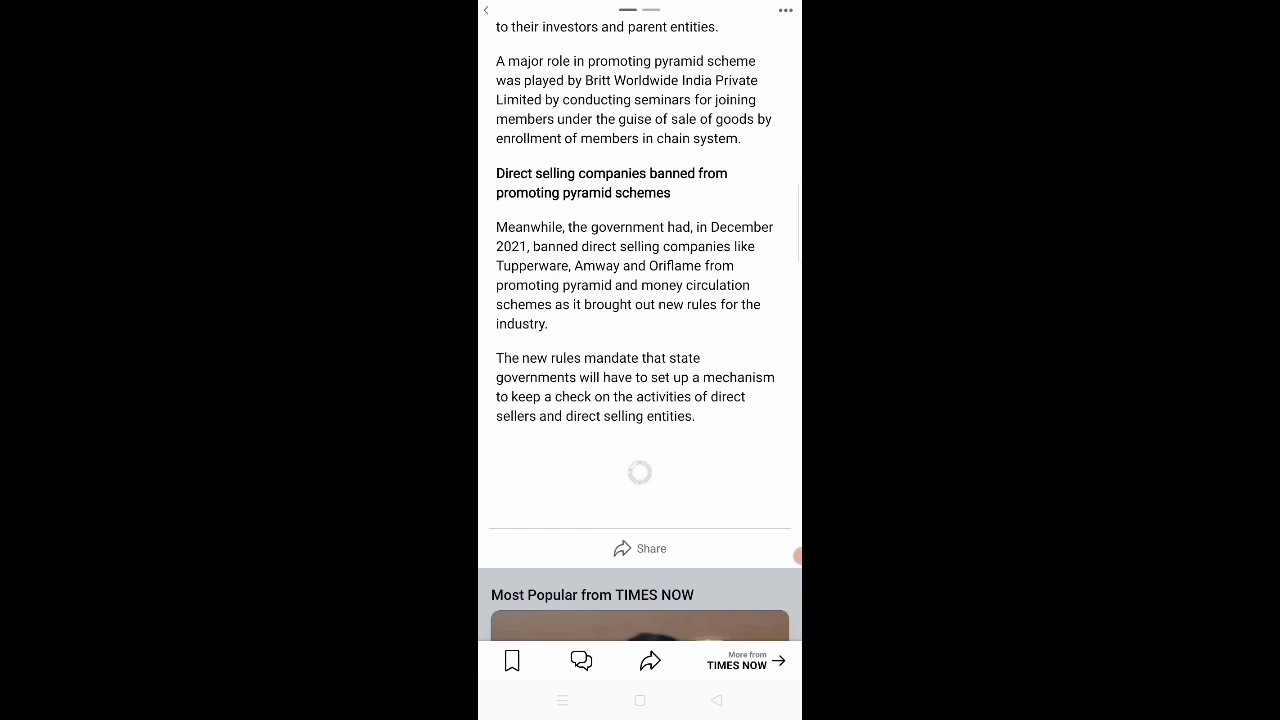 to their investors and parent entities.
A major role in promoting pyramid scheme
was played by Britt Worldwide India Private
Limited by conducting seminars for joining
members under the guise of sale of goods by
enrollment of members in chain system.
Direct selling companies banned from
promoting pyramid schemes
Meanwhile, the government had, in December
2021, banned direct selling companies like
Tupperware, Amway and Oriflame from
promoting pyramid and money circulation
schemes as it brought out new rules for the
industry.
The new rules mandate that state
governments will have to set up a mechanism
to keep a check on the activities of direct
sellers and direct selling entities.
Share
Most Popular from TIMES NOW
More from
TIMES NOW